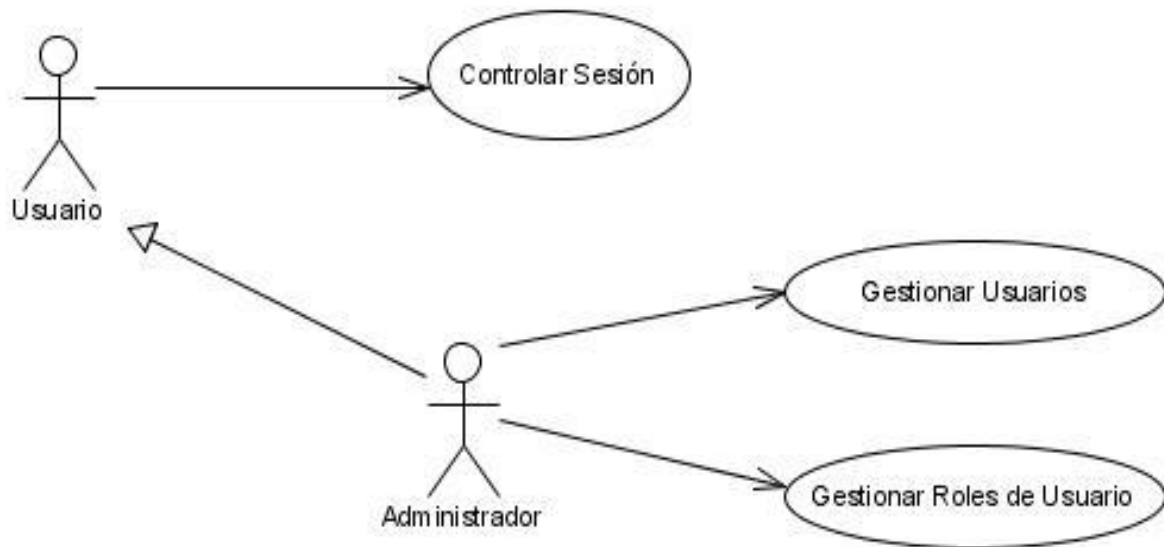 Controlar Sesión
Usuario
Gestionar Usuarios
Gestionar Roles de Usuario
Administrador